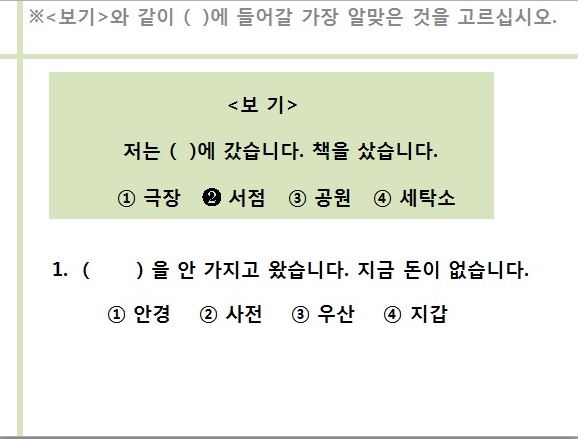 ※<보기>와 같이 (  )에 들어갈 가장 알맞은 것을 고르십시오.
<보 기>
저는 (  )에 갔습니다. 책을 샀습니다.
① 극장 ❷ 서점 ③ 공원 ④ 세탁소
1. (      ) 을 안 가지고 왔습니다. 지금 돈이 없습니다.
① 안경 ② 사전 ③ 우산 ④ 지갑